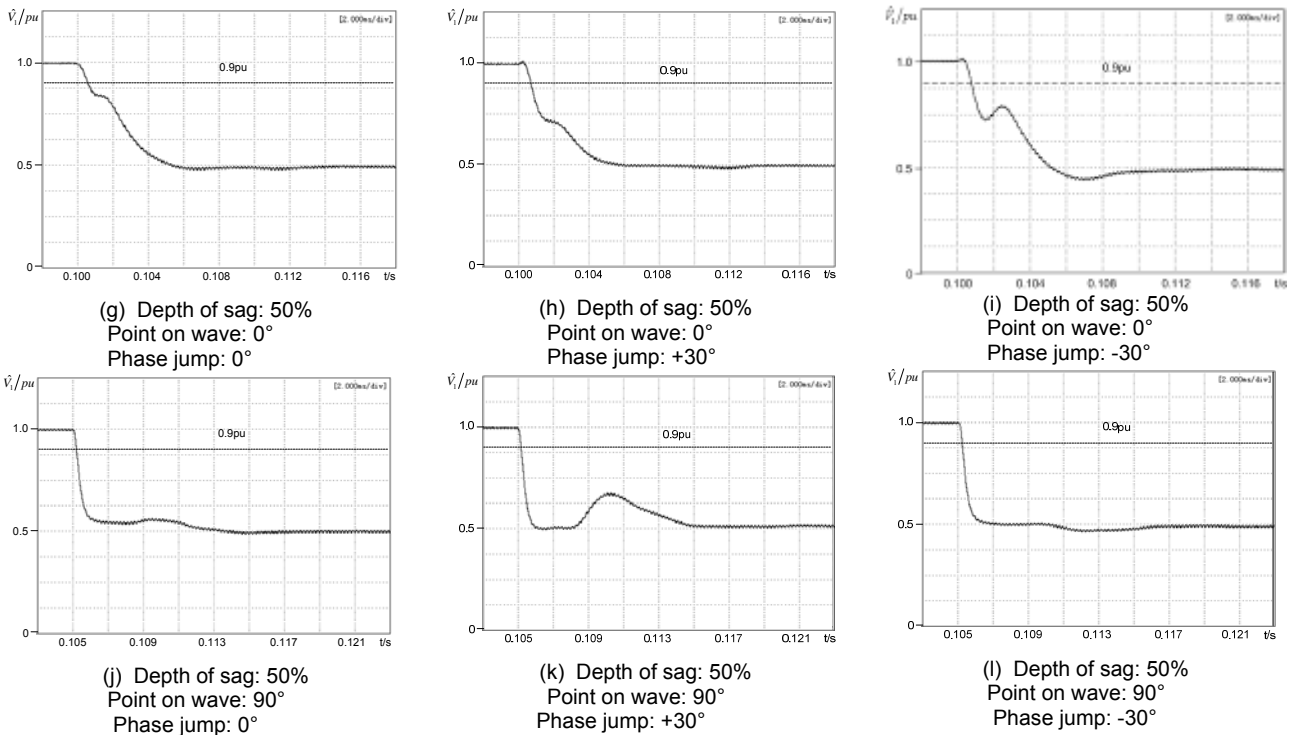 V̂₁/pu
[2.000ms/div]
1.0
0.9pu
0.5
0
0.100 0.104 0.108 0.112 0.116 t/s
(g) Depth of sag: 50%
Point on wave: 0°
Phase jump: 0°
V̂₁/pu
[2.000ms/div]
1.0
0.9pu
0.5
0
0.100 0.104 0.108 0.112 0.116 t/s
(h) Depth of sag: 50%
Point on wave: 0°
Phase jump: +30°
V̂₁/pu
[2.000ms/div]
1.0
0.9pu
0.5
0
0.100 0.104 0.108 0.112 0.116 t/s
(i) Depth of sag: 50%
Point on wave: 0°
Phase jump: -30°
V̂₁/pu
[2.000ms/div]
1.0
0.9pu
0.5
0
0.105 0.109 0.113 0.117 0.121 t/s
(j) Depth of sag: 50%
Point on wave: 90°
Phase jump: 0°
V̂₁/pu
[2.000ms/div]
1.0
0.9pu
0.5
0
0.105 0.109 0.113 0.117 0.121 t/s
(k) Depth of sag: 50%
Point on wave: 90°
Phase jump: +30°
V̂₁/pu
[2.000ms/div]
1.0
0.9pu
0.5
0
0.105 0.109 0.113 0.117 0.121 t/s
(l) Depth of sag: 50%
Point on wave: 90°
Phase jump: -30°